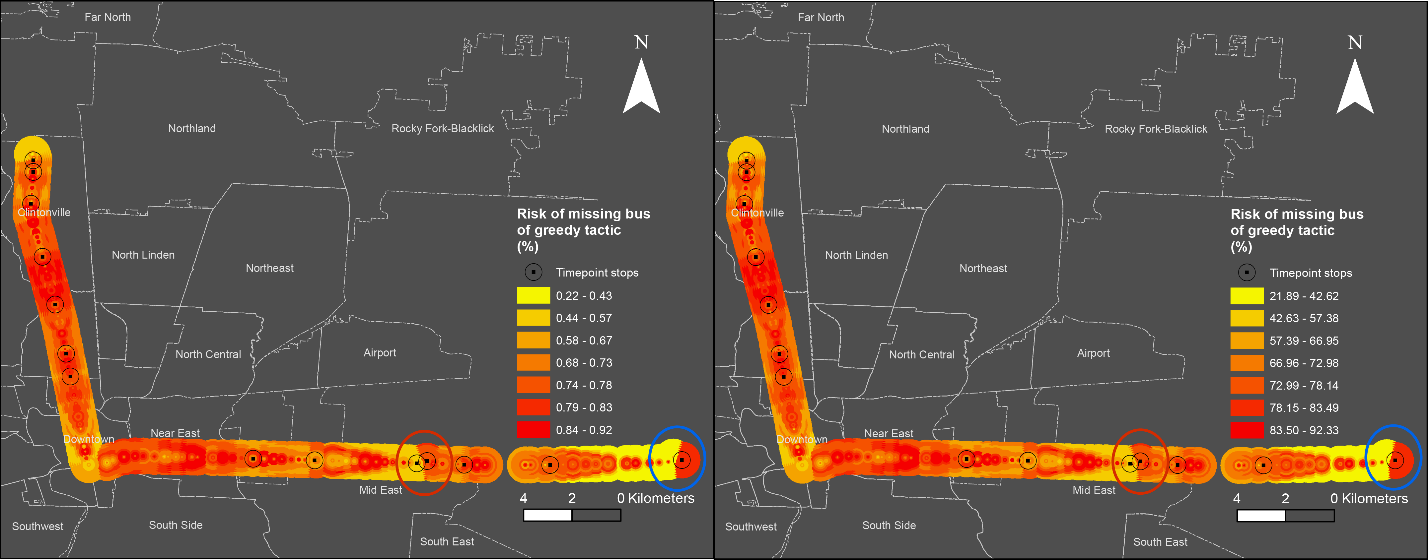 Far North
N
Northland
Rocky Fork-Blacklick
Clintonville
Risk of missing bus
of greedy tactic
(%)
North Linden
Northeast
Timepoint stops
0.22 - 0.43
0.44 - 0.57
0.58 - 0.67
North Central
Airport
0.68 - 0.73
0.74 - 0.78
0.79 - 0.83
0.84 - 0.92
Downtown
Near East
Mid East
4 2 0 Kilometers
Southwest
South Side
South East
Far North
N
Northland
Rocky Fork-Blacklick
Clintonville
Risk of missing bus
of greedy tactic
(%)
North Linden
Northeast
Timepoint stops
21.89 - 42.62
42.63 - 57.38
57.39 - 66.95
North Central
Airport
66.96 - 72.98
72.99 - 78.14
78.15 - 83.49
83.50 - 92.33
Downtown
Near East
Mid East
4 2 0 Kilometers
Southwest
South Side
South East